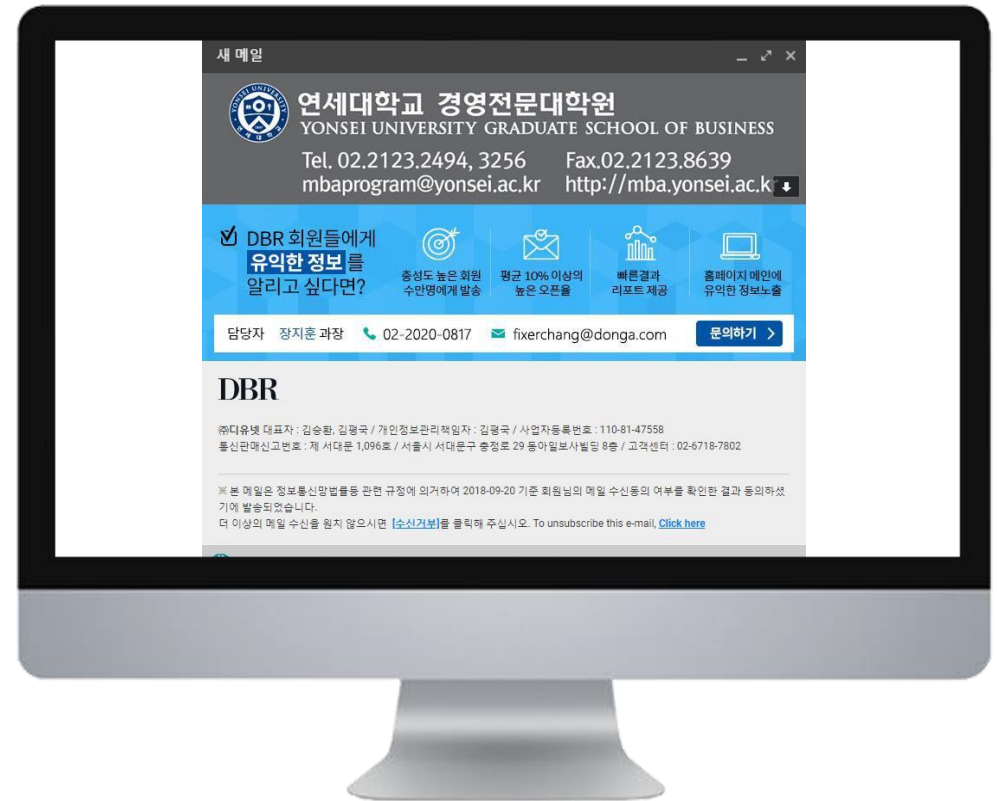 새 메일
연세대학교 경영전문대학원
YONSEI UNIVERSITY GRADUATE SCHOOL OF BUSINESS
Tel. 02.2123.2494, 3256 Fax.02.2123.8639
mbaprogram@yonsei.ac.kr http://mba.yonsei.ac.kr
DBR 회원들에게
유익한 정보를
알리고 싶다면?
충성도 높은 회원
수만명에게 발송
평균 10% 이상의
높은 오픈율
빠른결과
리포트 제공
홈페이지 메인에
유익한 정보노출
담당자 장지훈 과장 02-2020-0817 fixerchang@donga.com 문의하기 >
DBR
㈜디유넷 대표자 : 김승환, 김평국 / 개인정보관리책임자 : 김평국 / 사업자등록번호 : 110-81-47558
통신판매신고번호 : 제 서대문 1,096호 / 서울시 서대문구 충정로 29 동아일보사빌딩 8층 / 고객센터 : 02-6718-7802
※ 본 메일은 정보통신망법률등 관련 규정에 의거하여 2018-09-20 기준 회원님의 메일 수신동의 여부를 확인한 결과 동의하셨
기에 발송되었습니다.
더 이상의 메일 수신을 원치 않으시면 [수신거부]를 클릭해 주십시오. To unsubscribe this e-mail, Click here